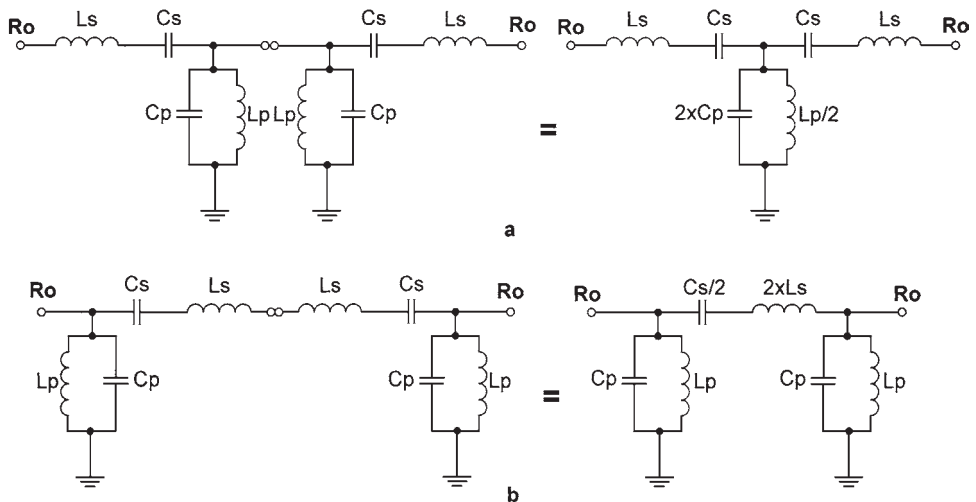 Ro Ls Cs Cs Ls Ro
Cp Lp Lp Cp
=
Ro Ls Cs Cs Ls Ro
2xCp Lp/2
a
Ro Cs Ls Ls Cs Ro
Lp Cp Cp Lp
=
Ro Cs/2 2xLs Ro
Cp Lp Cp Lp
b